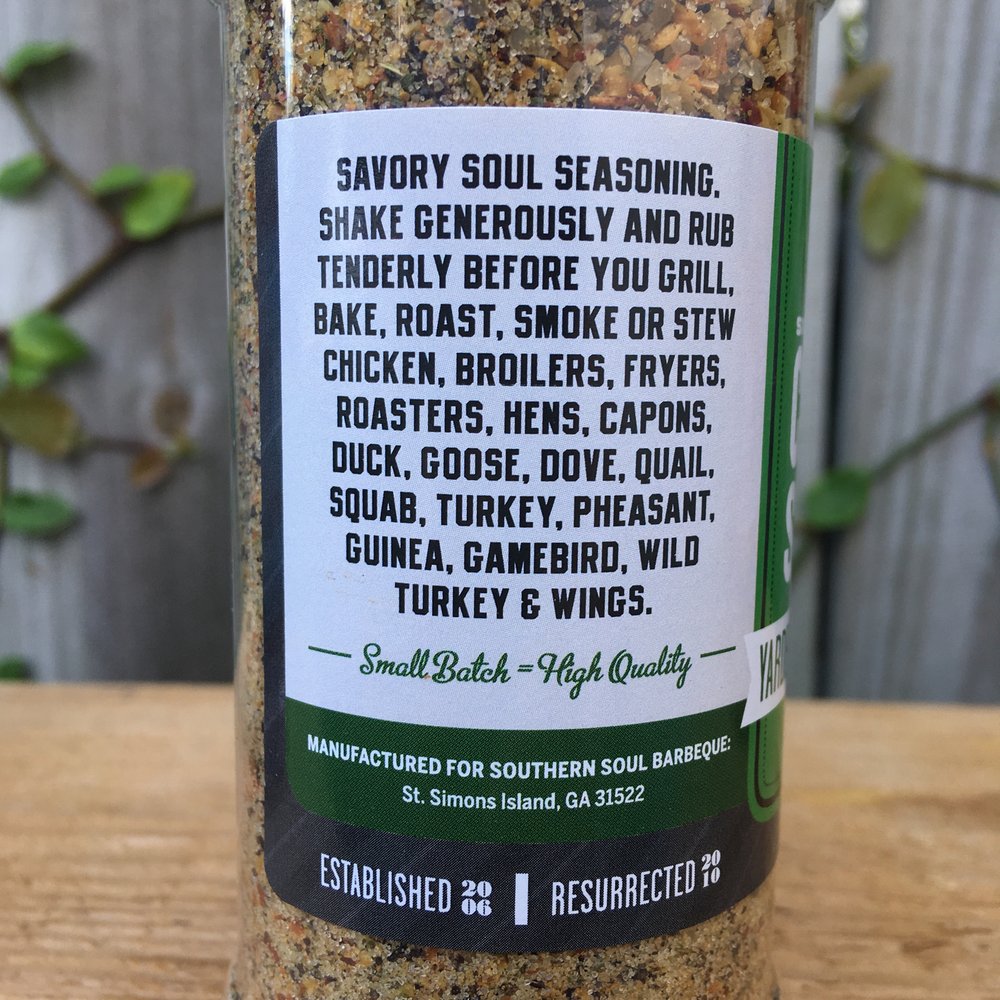 SAVORY SOUL SEASONING.
SHAKE GENEROUSLY AND RUB
TENDERLY BEFORE YOU GRILL,
BAKE, ROAST, SMOKE OR STEW
CHICKEN, BROILERS, FRYERS,
ROASTERS, HENS, CAPONS,
DUCK, GOOSE, DOVE, QUAIL,
SQUAB, TURKEY, PHEASANT,
GUINEA, GAMEBIRD, WILD
TURKEY & WINGS.
Small Batch = High Quality
MANUFACTURED FOR SOUTHERN SOUL BARBEQUE:
St. Simons Island, GA 31522
ESTABLISHED 2006 | RESURRECTED 2010